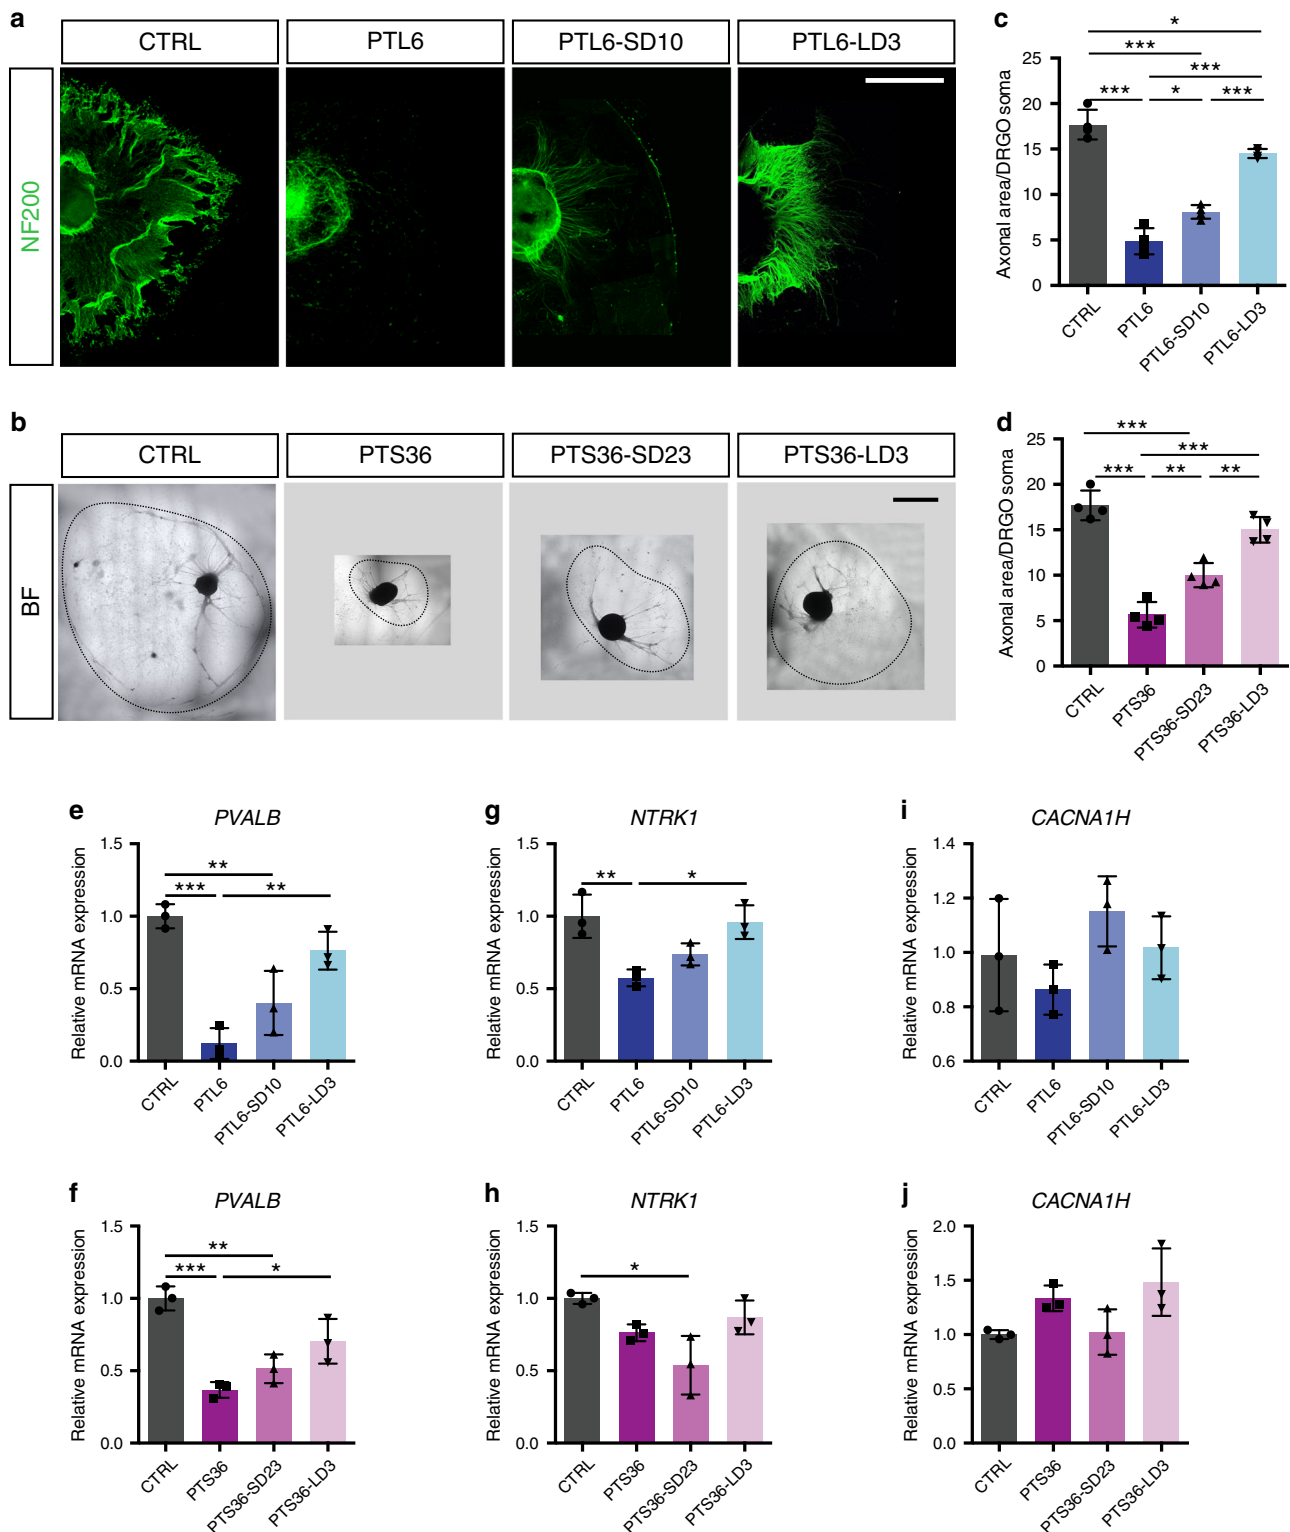 a
CTRL
PTL6
PTL6-SD10
PTL6-LD3
NF200
b
CTRL
PTS36
PTS36-SD23
PTS36-LD3
BF
c
*
***
***
*** * ***
Axonal area/DRGO soma
25
20
15
10
5
0
CTRL
PTL6
PTL6-SD10
PTL6-LD3
d
***
***
*** ** **
Axonal area/DRGO soma
25
20
15
10
5
0
CTRL
PTS36
PTS36-SD23
PTS36-LD3
e
PVALB
Relative mRNA expression
1.5
1.0
0.5
0.0
**
*** **
CTRL
PTL6
PTL6-SD10
PTL6-LD3
g
NTRK1
Relative mRNA expression
1.5
1.0
0.5
0.0
** *
CTRL
PTL6
PTL6-SD10
PTL6-LD3
i
CACNA1H
Relative mRNA expression
1.4
1.2
1.0
0.8
0.6
CTRL
PTL6
PTL6-SD10
PTL6-LD3
f
PVALB
Relative mRNA expression
1.5
1.0
0.5
0.0
**
*** *
CTRL
PTS36
PTS36-SD23
PTS36-LD3
h
NTRK1
Relative mRNA expression
1.5
1.0
0.5
0.0
*
CTRL
PTS36
PTS36-SD23
PTS36-LD3
j
CACNA1H
Relative mRNA expression
2.0
1.5
1.0
0.5
0.0
CTRL
PTS36
PTS36-SD23
PTS36-LD3